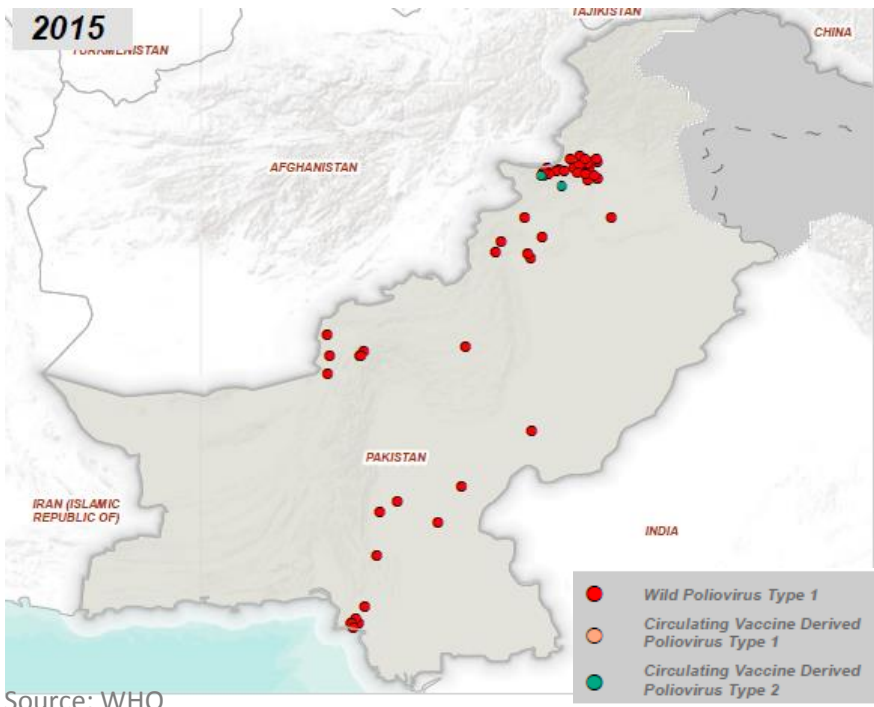 2015
TAJIKISTAN
CHINA
TURKMENISTAN
AFGHANISTAN
PAKISTAN
IRAN (ISLAMIC
REPUBLIC OF)
INDIA
Wild Poliovirus Type 1
Circulating Vaccine Derived
Poliovirus Type 1
Circulating Vaccine Derived
Poliovirus Type 2
Source: WHO